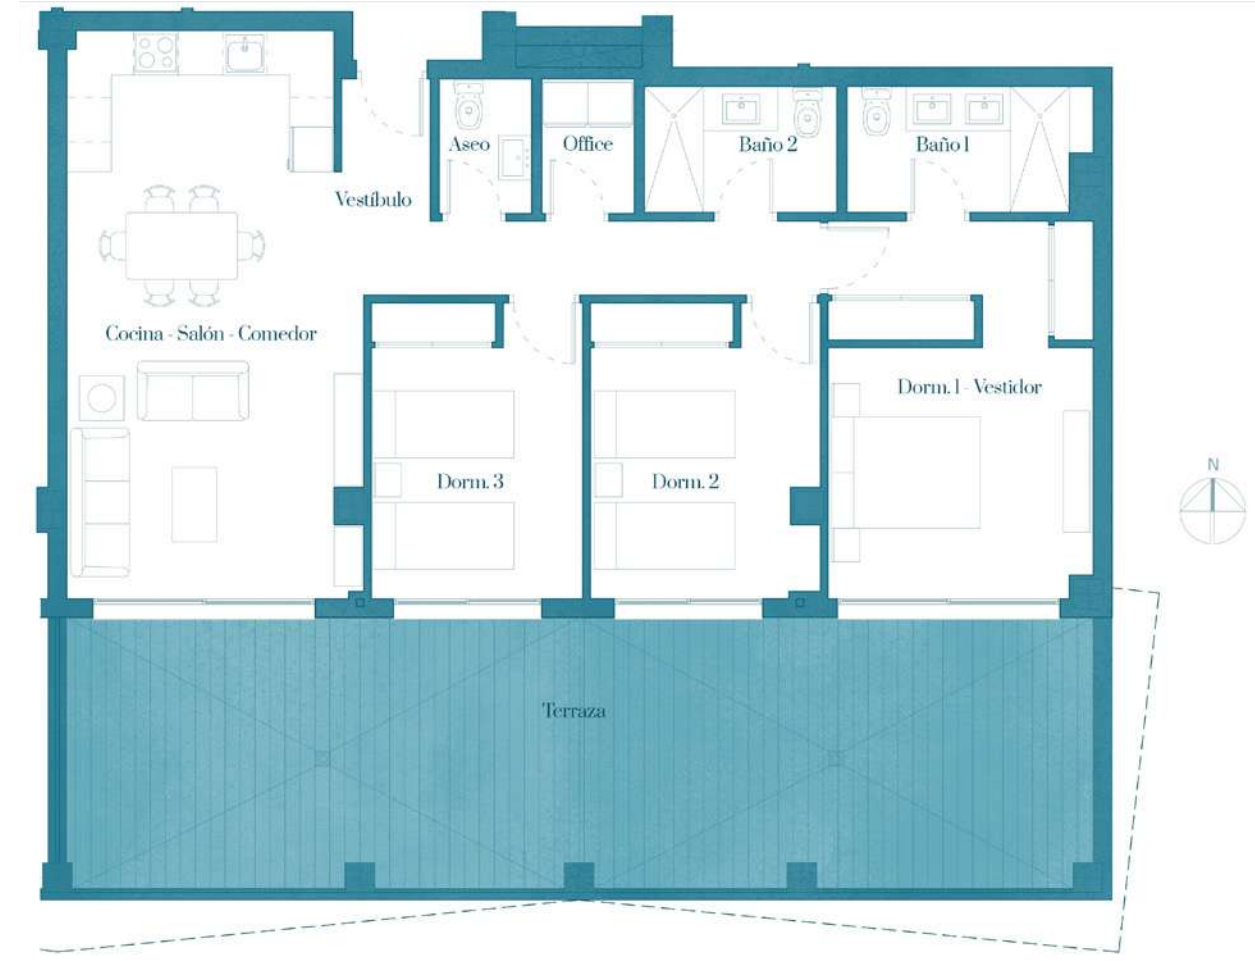 Aseo
Office
Baño 2
Baño 1
Vestíbulo
Cocina - Salón - Comedor
Dorm. 1 - Vestidor
Dorm. 3
Dorm. 2
N
Terraza